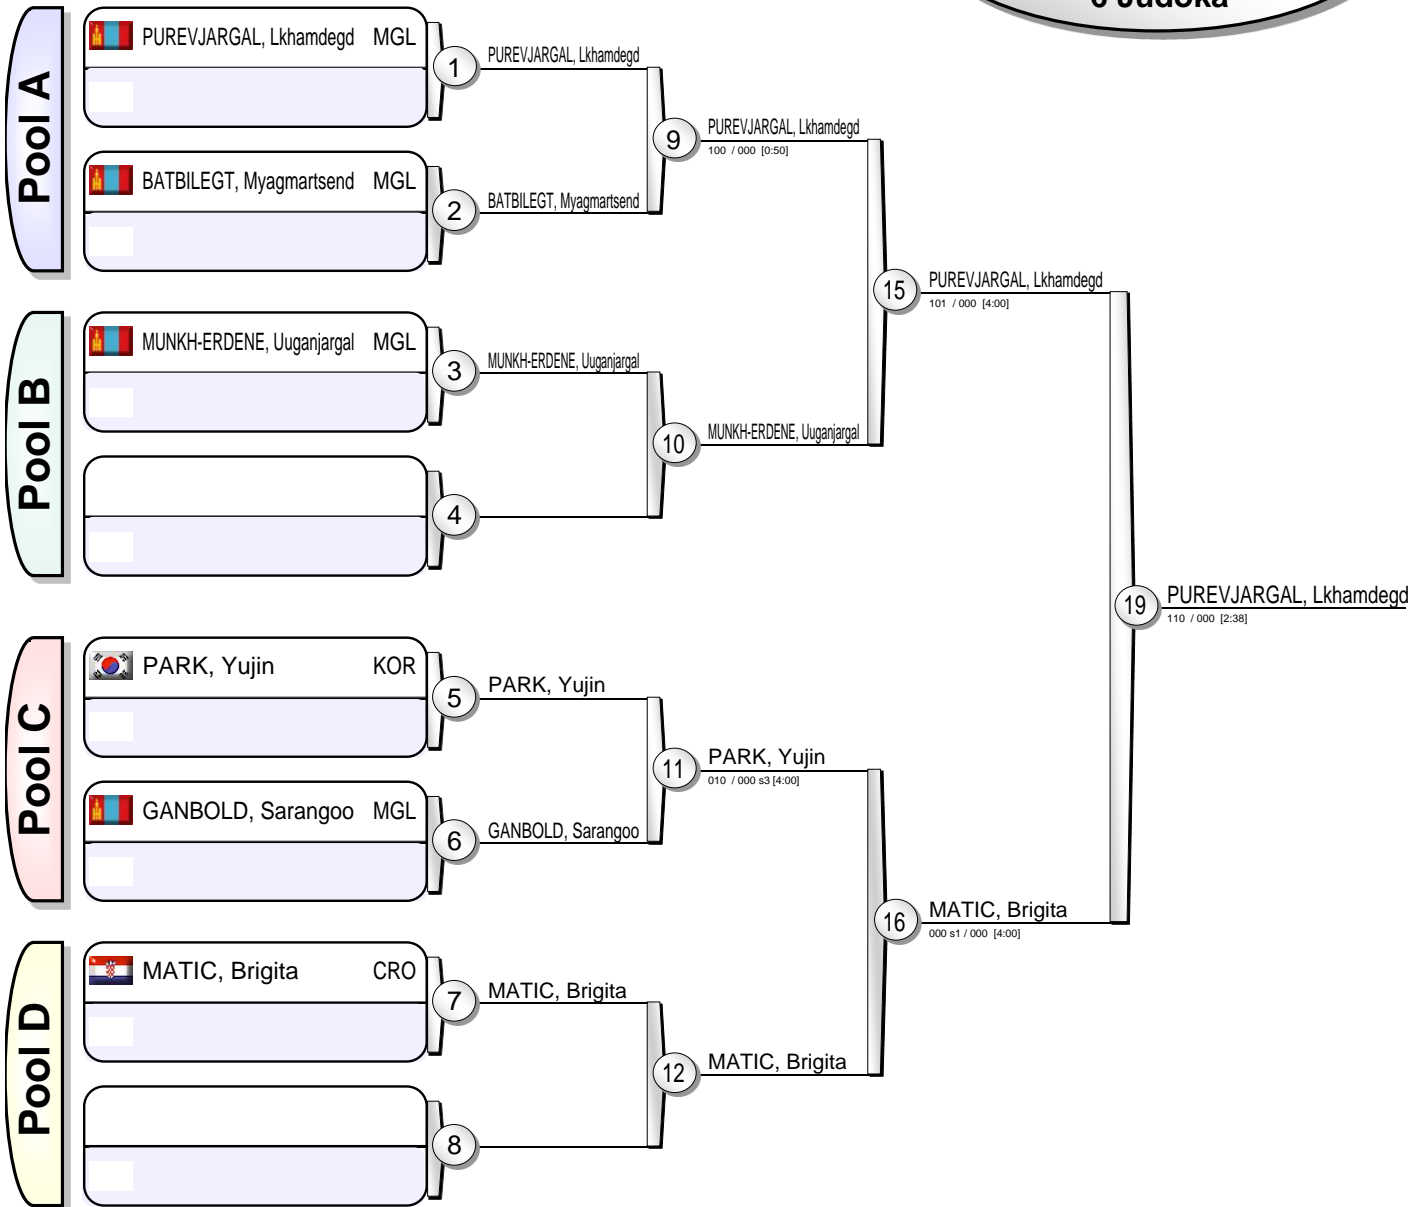 6 Judoka
Pool A
PUREVJARGAL, Lkhamdegd MGL
1
PUREVJARGAL, Lkhamdegd
BATBILEGT, Myagmartsend MGL
2
BATBILEGT, Myagmartsend
9
PUREVJARGAL, Lkhamdegd
100 / 000 [0:50]
Pool B
MUNKH-ERDENE, Uuganjargal MGL
3
MUNKH-ERDENE, Uuganjargal
4
10
MUNKH-ERDENE, Uuganjargal
15
PUREVJARGAL, Lkhamdegd
101 / 000 [4:00]
Pool C
PARK, Yujin KOR
5
PARK, Yujin
GANBOLD, Sarangoo MGL
6
GANBOLD, Sarangoo
11
PARK, Yujin
010 / 000 s3 [4:00]
Pool D
MATIC, Brigita CRO
7
MATIC, Brigita
8
12
MATIC, Brigita
16
MATIC, Brigita
000 s1 / 000 [4:00]
19
PUREVJARGAL, Lkhamdegd
110 / 000 [2:38]